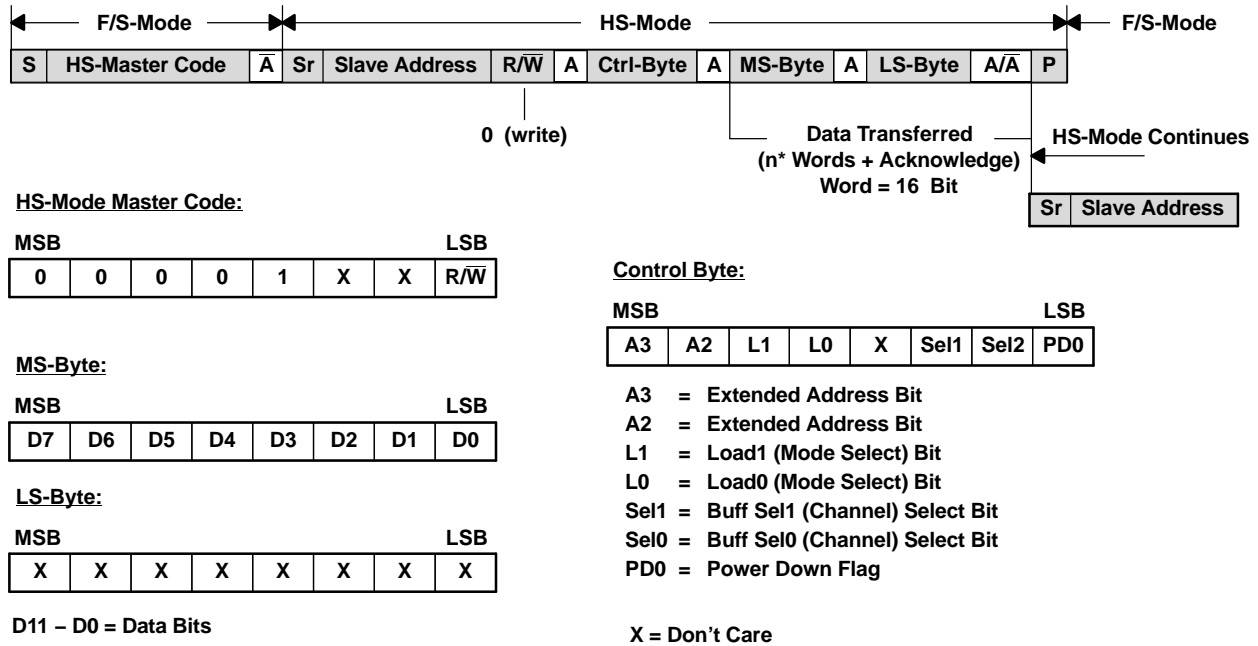 F/S-Mode HS-Mode F/S-Mode
S HS-Master Code A̅ Sr Slave Address R/W̅ A Ctrl-Byte A MS-Byte A LS-Byte A/A̅ P
0 (write)
Data Transferred
(n* Words + Acknowledge)
Word = 16 Bit
HS-Mode Continues
Sr Slave Address
HS-Mode Master Code:
MSB LSB
0 0 0 0 1 X X R/W̅
MS-Byte:
MSB LSB
D7 D6 D5 D4 D3 D2 D1 D0
LS-Byte:
MSB LSB
X X X X X X X X
D11 – D0 = Data Bits
Control Byte:
MSB LSB
A3 A2 L1 L0 X Sel1 Sel2 PD0
A3 = Extended Address Bit
A2 = Extended Address Bit
L1 = Load1 (Mode Select) Bit
L0 = Load0 (Mode Select) Bit
Sel1 = Buff Sel1 (Channel) Select Bit
Sel0 = Buff Sel0 (Channel) Select Bit
PD0 = Power Down Flag
X = Don't Care